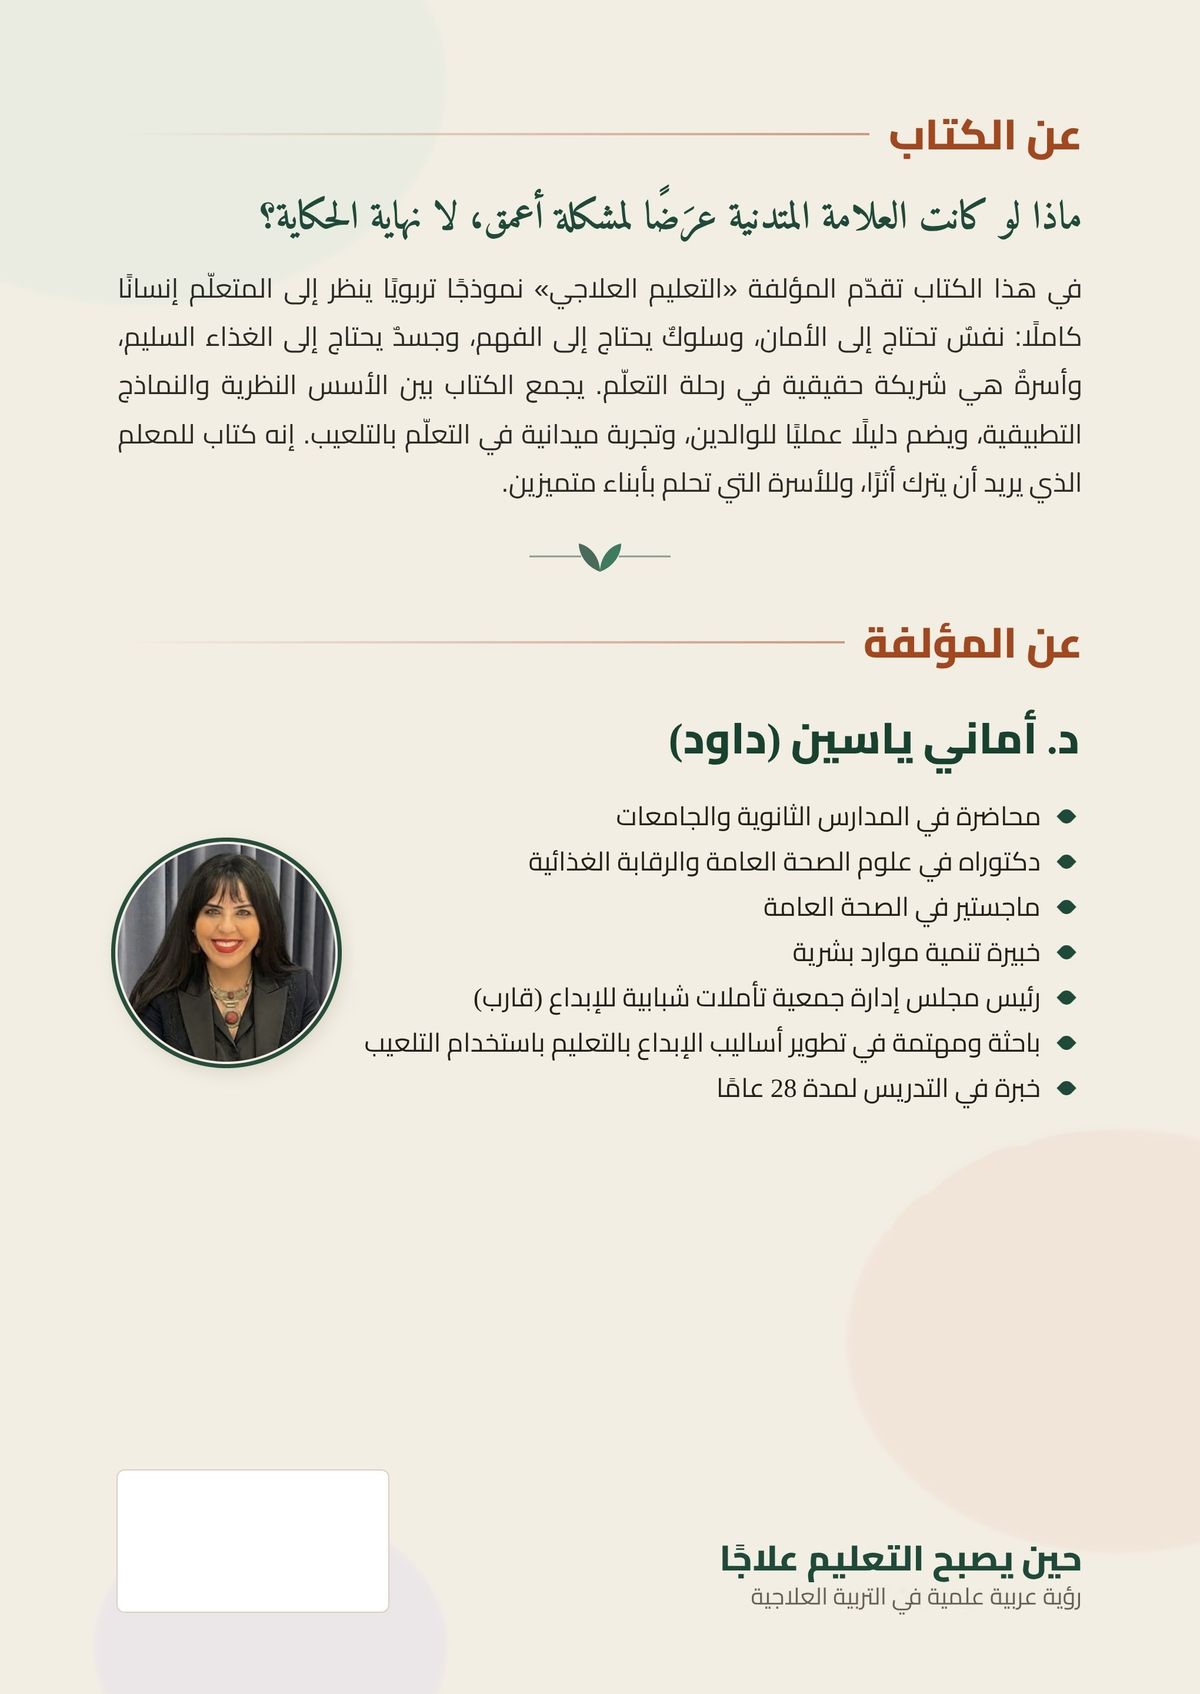 عن الكتاب
ماذا لو كانت العلامة المتدنية عرَضًا لمشكلة أعمق، لا نهاية الحكاية؟
في هذا الكتاب تقدّم المؤلفة «التعليم العلاجي» نموذجًا تربويًا ينظر إلى المتعلّم إنسانًا
كاملًا: نفسٌ تحتاج إلى الأمان، وسلوكٌ يحتاج إلى الفهم، وجسدٌ يحتاج إلى الغذاء السليم،
وأسرةٌ هي شريكة حقيقية في رحلة التعلّم. يجمع الكتاب بين الأسس النظرية والنماذج
التطبيقية، ويضم دليلًا عمليًا للوالدين، وتجربة ميدانية في التعلّم بالتلعيب. إنه كتاب للمعلم
الذي يريد أن يترك أثرًا، وللأسرة التي تحلم بأبناء متميزين.
عن المؤلفة
د. أماني ياسين (داود)
محاضرة في المدارس الثانوية والجامعات
دكتوراه في علوم الصحة العامة والرقابة الغذائية
ماجستير في الصحة العامة
خبيرة تنمية موارد بشرية
رئيس مجلس إدارة جمعية تأملات شبابية للإبداع (قارب)
باحثة ومهتمة في تطوير أساليب الإبداع بالتعليم باستخدام التلعيب
خبرة في التدريس لمدة 28 عامًا
حين يصبح التعليم علاجًا
رؤية عربية علمية في التربية العلاجية